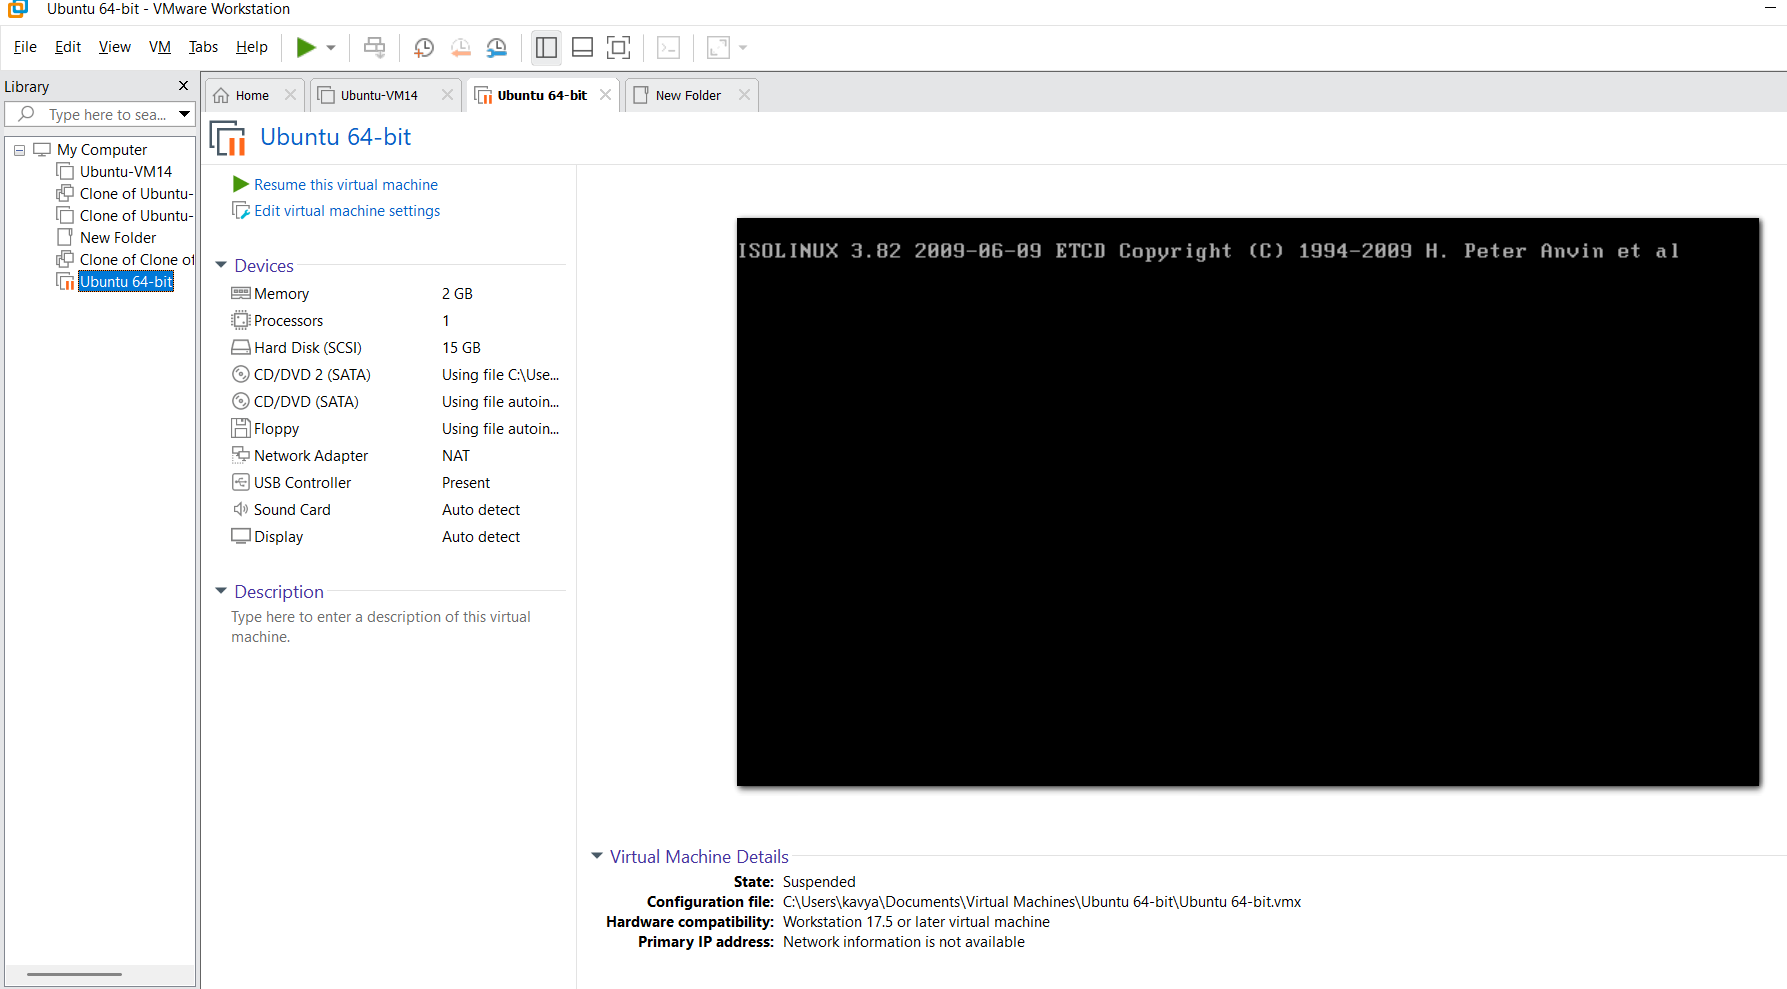 Ubuntu 64-bit - VMware Workstation
File Edit View VM Tabs Help
Library
Type here to sea...
My Computer
Ubuntu-VM14
Clone of Ubuntu-
Clone of Ubuntu-
New Folder
Clone of Clone of
Ubuntu 64-bit
Home Ubuntu-VM14 Ubuntu 64-bit New Folder
Ubuntu 64-bit
Resume this virtual machine
Edit virtual machine settings
Devices
Memory 2 GB
Processors 1
Hard Disk (SCSI) 15 GB
CD/DVD 2 (SATA) Using file C:\Use...
CD/DVD (SATA) Using file autoin...
Floppy Using file autoin...
Network Adapter NAT
USB Controller Present
Sound Card Auto detect
Display Auto detect
Description
Type here to enter a description of this virtual
machine.
ISOLINUX 3.82 2009-06-09 ETCD Copyright (C) 1994-2009 H. Peter Anvin et al
Virtual Machine Details
State: Suspended
Configuration file: C:\Users\kavya\Documents\Virtual Machines\Ubuntu 64-bit\Ubuntu 64-bit.vmx
Hardware compatibility: Workstation 17.5 or later virtual machine
Primary IP address: Network information is not available